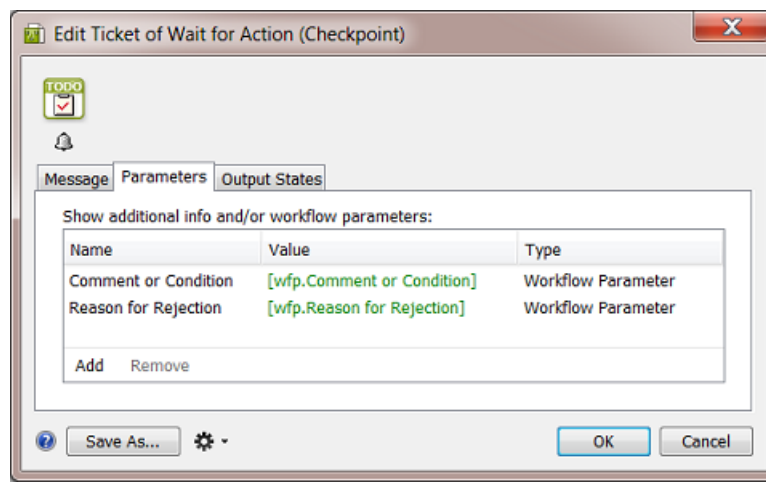 Edit Ticket of Wait for Action (Checkpoint)
TODO
Message Parameters Output States
Show additional info and/or workflow parameters:
Name Value Type
Comment or Condition [wfp.Comment or Condition] Workflow Parameter
Reason for Rejection [wfp.Reason for Rejection] Workflow Parameter
Add Remove
? Save As... OK Cancel